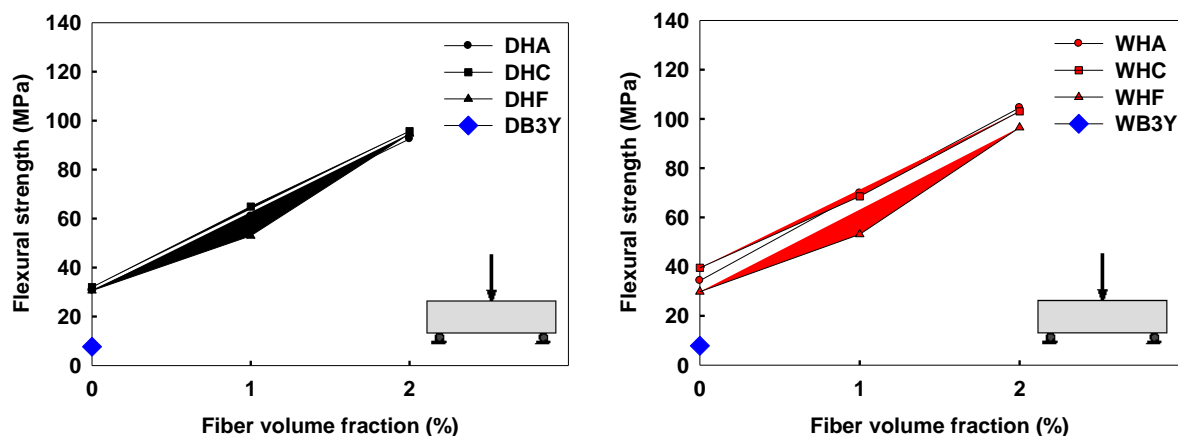 140
120
100
80
60
40
20
0
Flexural strength (MPa)
DHA
DHC
DHF
DB3Y
0 1 2
Fiber volume fraction (%)
140
120
100
80
60
40
20
0
Flexural strength (MPa)
WHA
WHC
WHF
WB3Y
0 1 2
Fiber volume fraction (%)